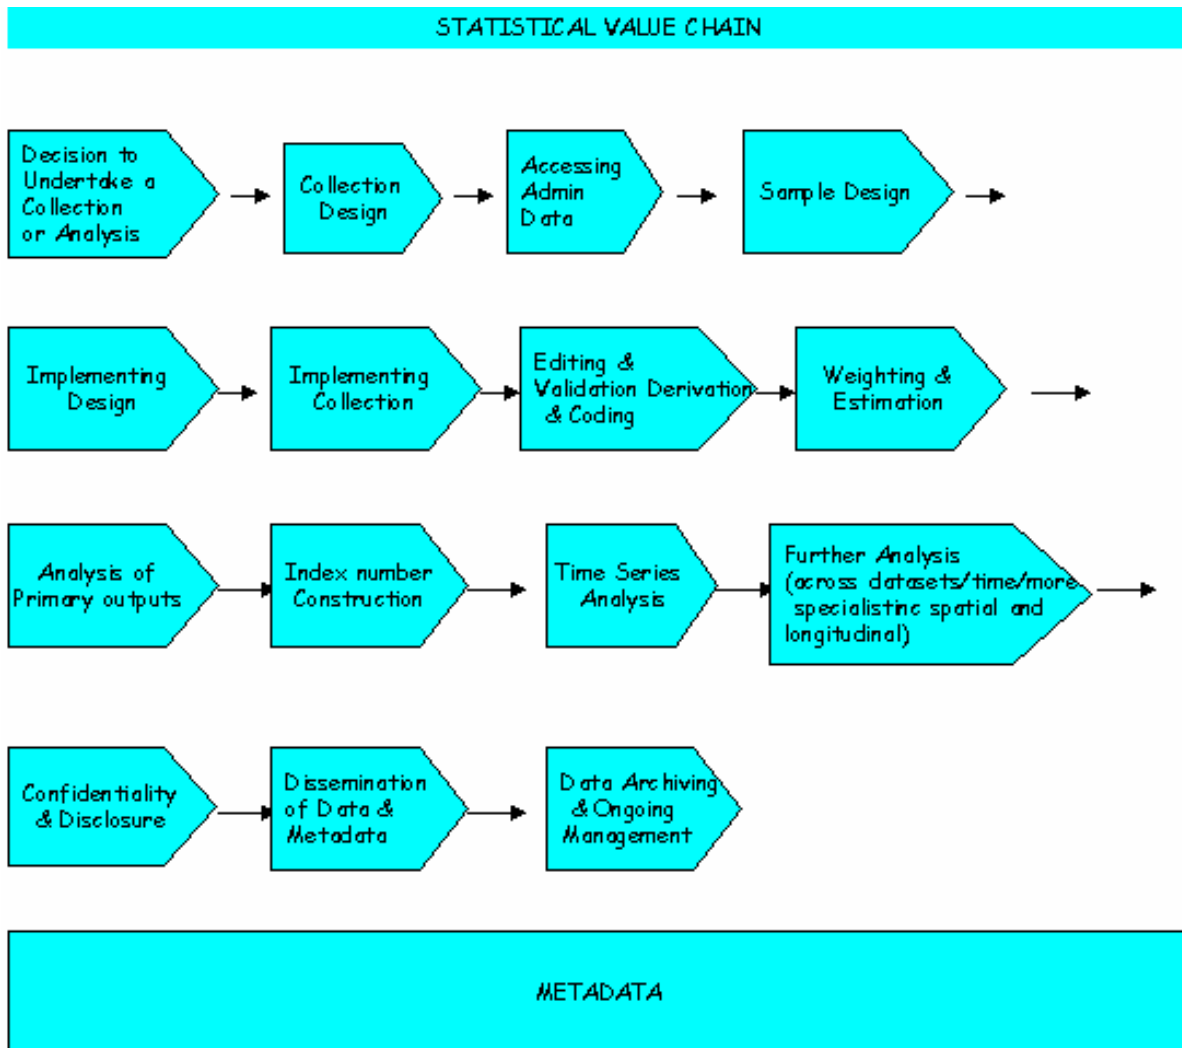 STATISTICAL VALUE CHAIN
Decision to
Undertake a
Collection
or Analysis
Collection
Design
Accessing
Admin
Data
Sample Design
Implementing
Design
Implementing
Collection
Editing &
Validation Derivation
& Coding
Weighting &
Estimation
Analysis of
Primary outputs
Index number
Construction
Time Series
Analysis
Further Analysis
(across datasets/time/more
specialistinc spatial and
longitudinal)
Confidentiality
& Disclosure
Dissemination
of Data &
Metadata
Data Archiving
& Ongoing
Management
METADATA